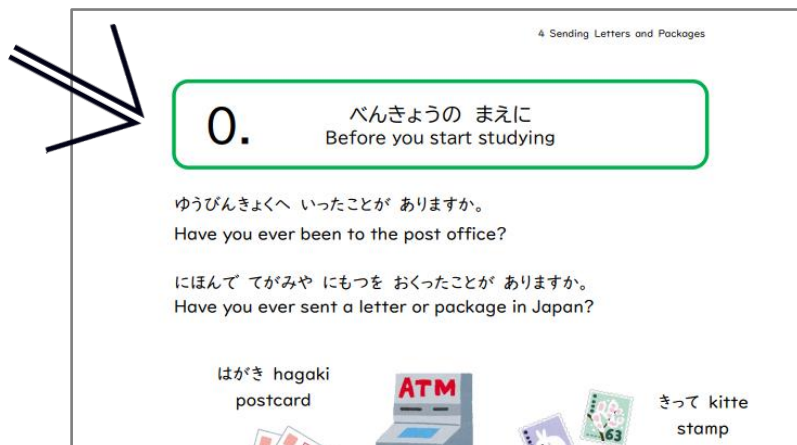 4 Sending Letters and Packages
0.
べんきょうの まえに
Before you start studying
ゆうびんきょくへ いったことが ありますか。
Have you ever been to the post office?
にほんで てがみや にもつを おくったことが ありますか。
Have you ever sent a letter or package in Japan?
はがき hagaki
postcard
ATM
63
きって kitte
stamp